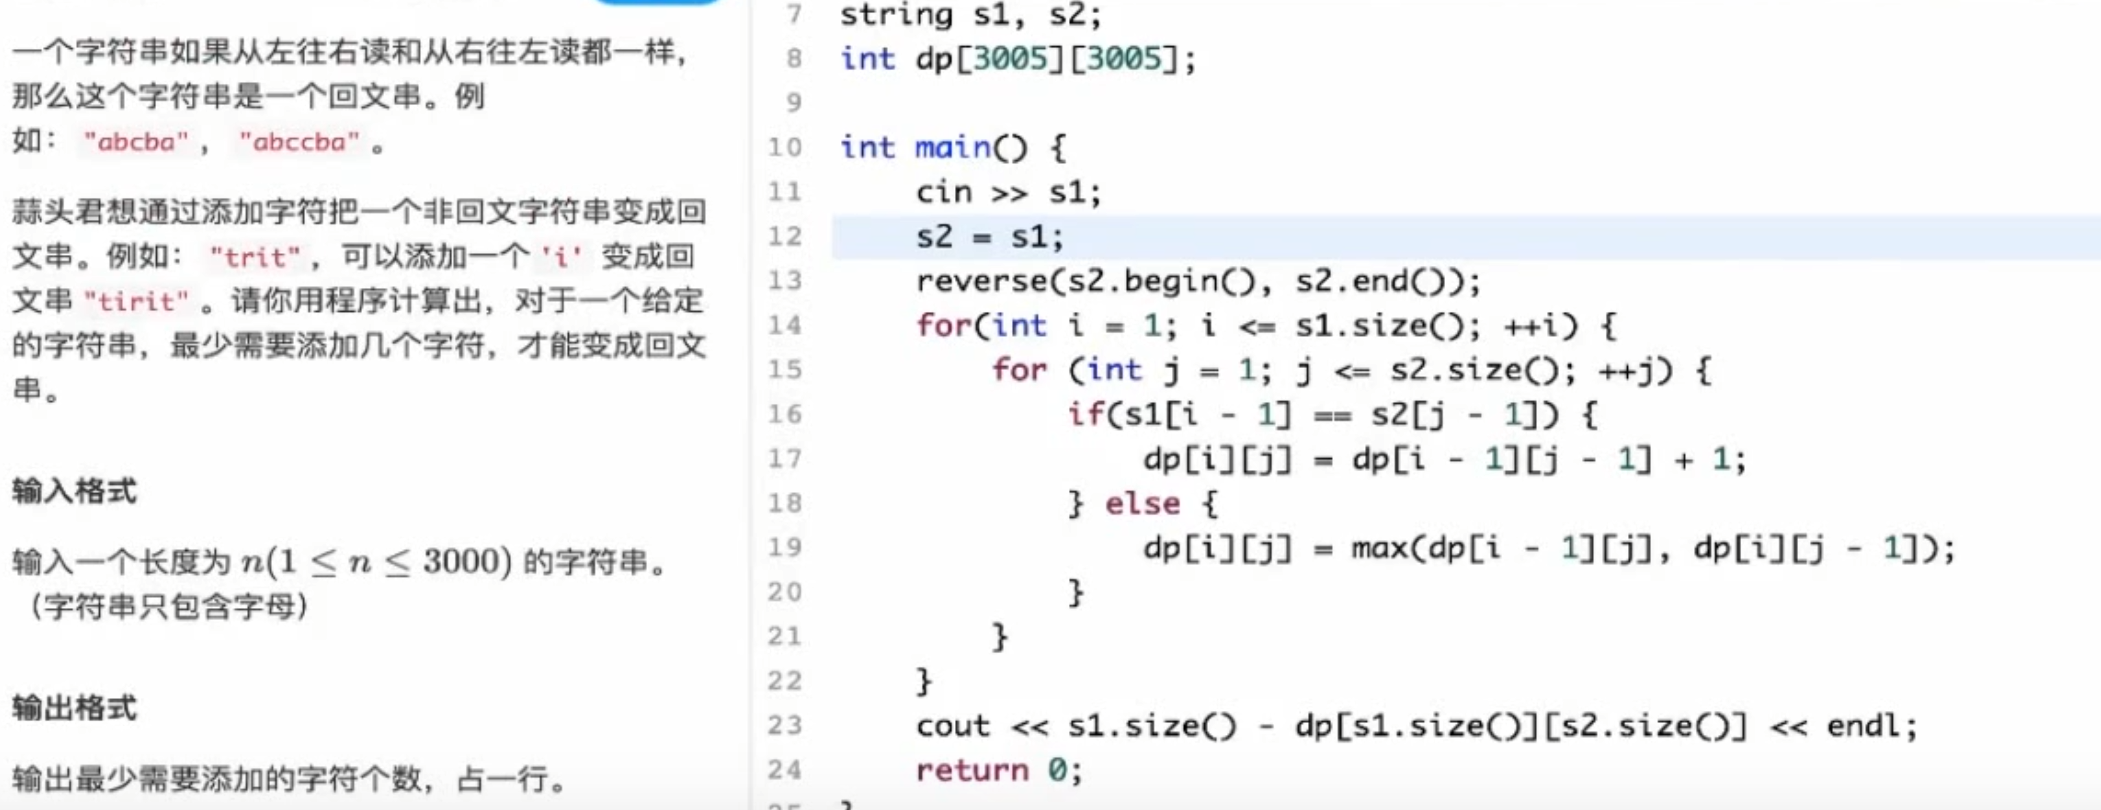 一个字符串如果从左往右读和从右往左读都一样，
那么这个字符串是一个回文串。例
如："abcba"，"abccba"。
蒜头君想通过添加字符把一个非回文字符串变成回
文串。例如："trit"，可以添加一个 'i' 变成回
文串 "tirit"。请你用程序计算出，对于一个给定
的字符串，最少需要添加几个字符，才能变成回文
串。
输入格式
输入一个长度为 n(1 ≤ n ≤ 3000) 的字符串。
（字符串只包含字母）
输出格式
输出最少需要添加的字符个数，占一行。
7 string s1, s2;
8 int dp[3005][3005];
9
10 int main() {
11 cin >> s1;
12 s2 = s1;
13 reverse(s2.begin(), s2.end());
14 for(int i = 1; i <= s1.size(); ++i) {
15 for (int j = 1; j <= s2.size(); ++j) {
16 if(s1[i - 1] == s2[j - 1]) {
17 dp[i][j] = dp[i - 1][j - 1] + 1;
18 } else {
19 dp[i][j] = max(dp[i - 1][j], dp[i][j - 1]);
20 }
21 }
22 }
23 cout << s1.size() - dp[s1.size()][s2.size()] << endl;
24 return 0;